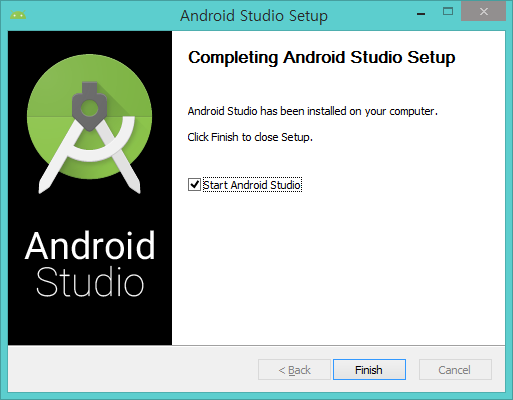 Android Studio Setup
Completing Android Studio Setup
Android Studio has been installed on your computer.
Click Finish to close Setup.
Start Android Studio
Android
Studio
< Back
Finish
Cancel